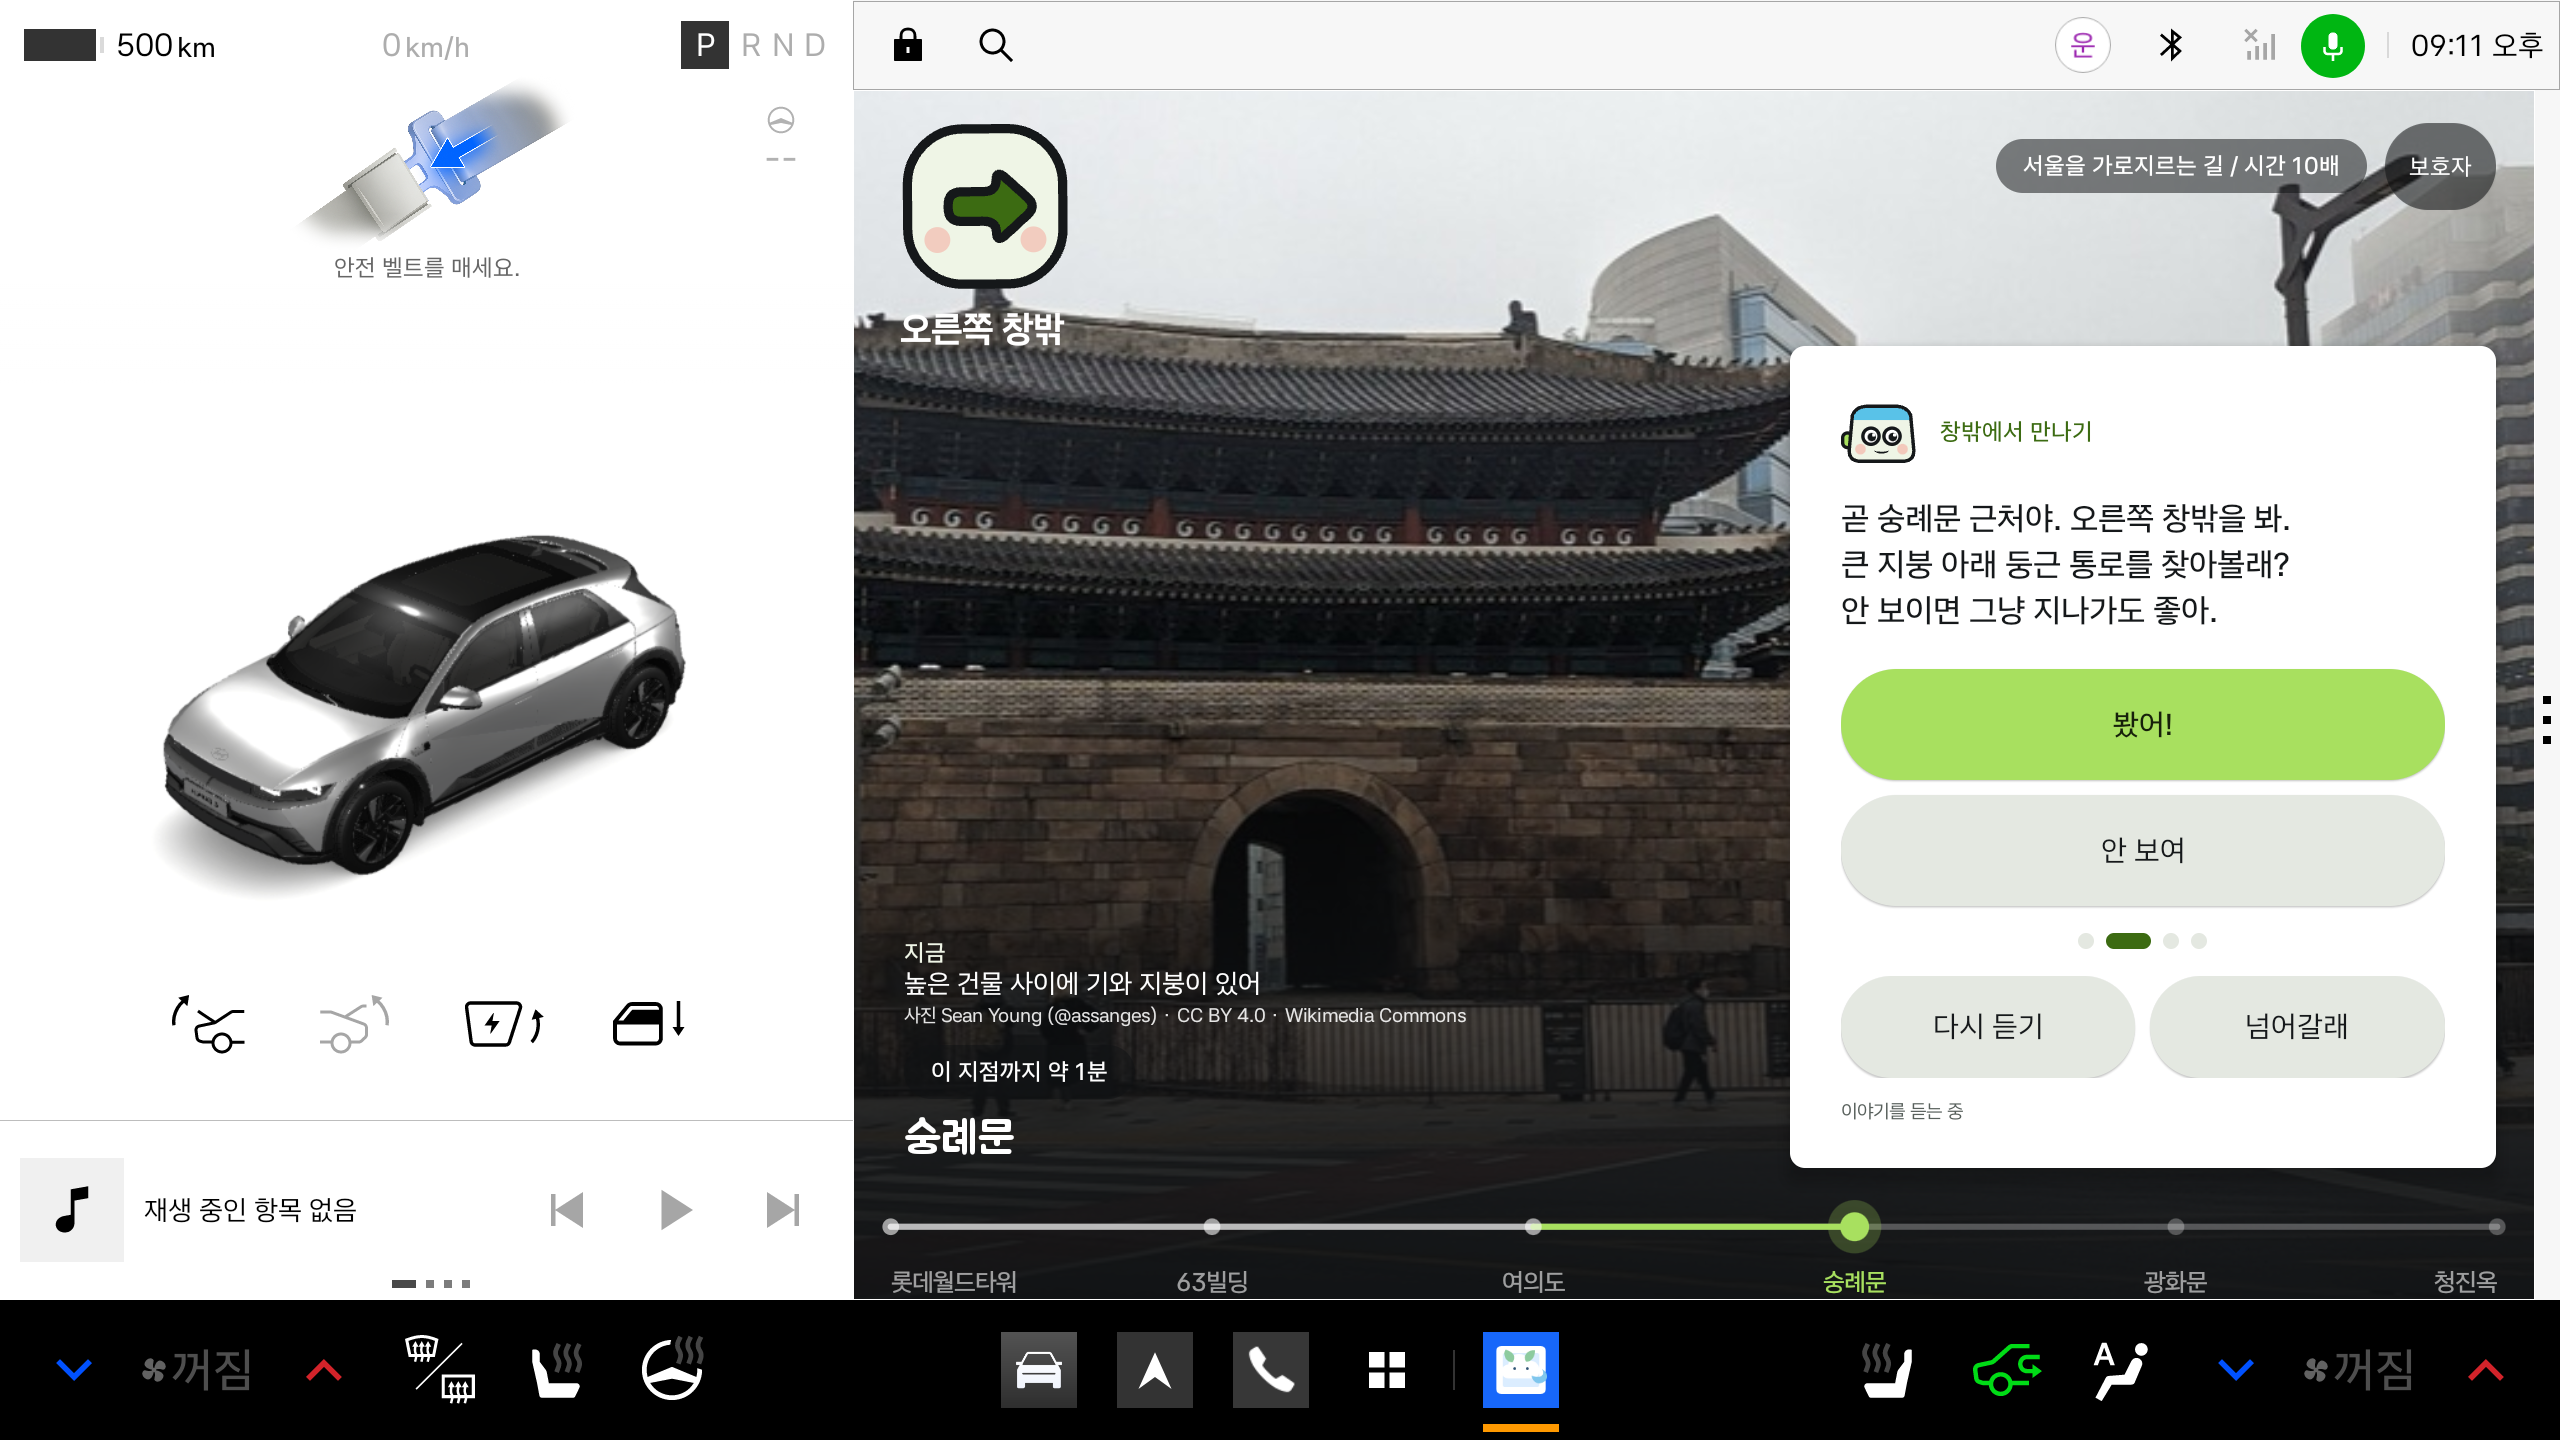 500 km
0 km/h
P R N D
안전 벨트를 매세요.
재생 중인 항목 없음
운
09:11 오후
서울을 가로지르는 길 / 시간 10배
보호자
오른쪽 창밖
창밖에서 만나기
곧 숭례문 근처야. 오른쪽 창밖을 봐.
큰 지붕 아래 둥근 통로를 찾아볼래?
안 보이면 그냥 지나가도 좋아.
봤어!
안 보여
다시 듣기
넘어갈래
이야기를 듣는 중
지금
높은 건물 사이에 기와 지붕이 있어
사진 Sean Young (@assanges) · CC BY 4.0 · Wikimedia Commons
이 지점까지 약 1분
숭례문
롯데월드타워
63빌딩
여의도
숭례문
광화문
청진옥
꺼짐
A
꺼짐